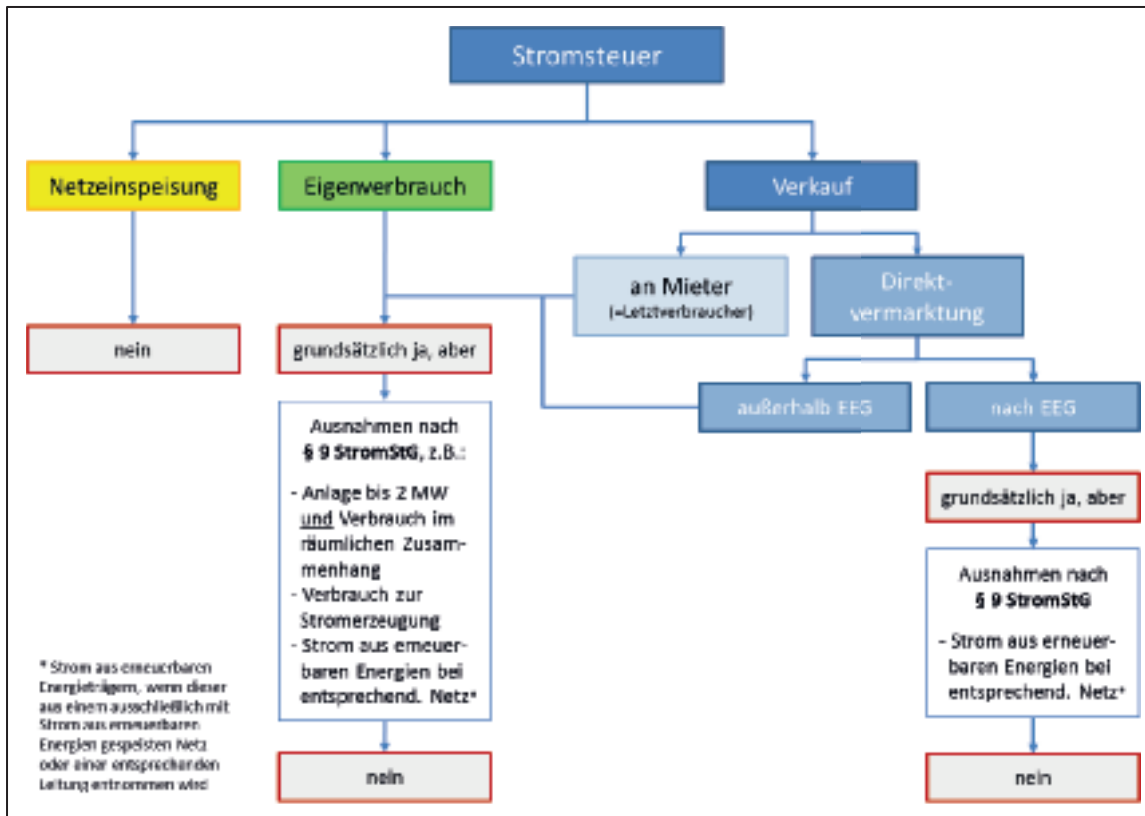 Stromsteuer
Netzeinspeisung
Eigenverbrauch
Verkauf
an Mieter
(=Letztverbraucher)
Direkt-
vermarktung
nein
grundsätzlich ja, aber
außerhalb EEG
nach EEG
Ausnahmen nach
§ 9 StromStG, z.B.:
- Anlage bis 2 MW
und Verbrauch im
räumlichen Zusam-
menhang
- Verbrauch zur
Stromerzeugung
- Strom aus erneuer-
baren Energien bei
entsprechend. Netz*
nein
grundsätzlich ja, aber
Ausnahmen nach
§ 9 StromStG
- Strom aus erneuer-
baren Energien bei
entsprechend. Netz*
nein
* Strom aus erneuerbaren
Energieträgern, wenn dieser
aus einem ausschließlich mit
Strom aus erneuerbaren
Energien gespeisten Netz
oder einer entsprechenden
Leitung entnommen wird